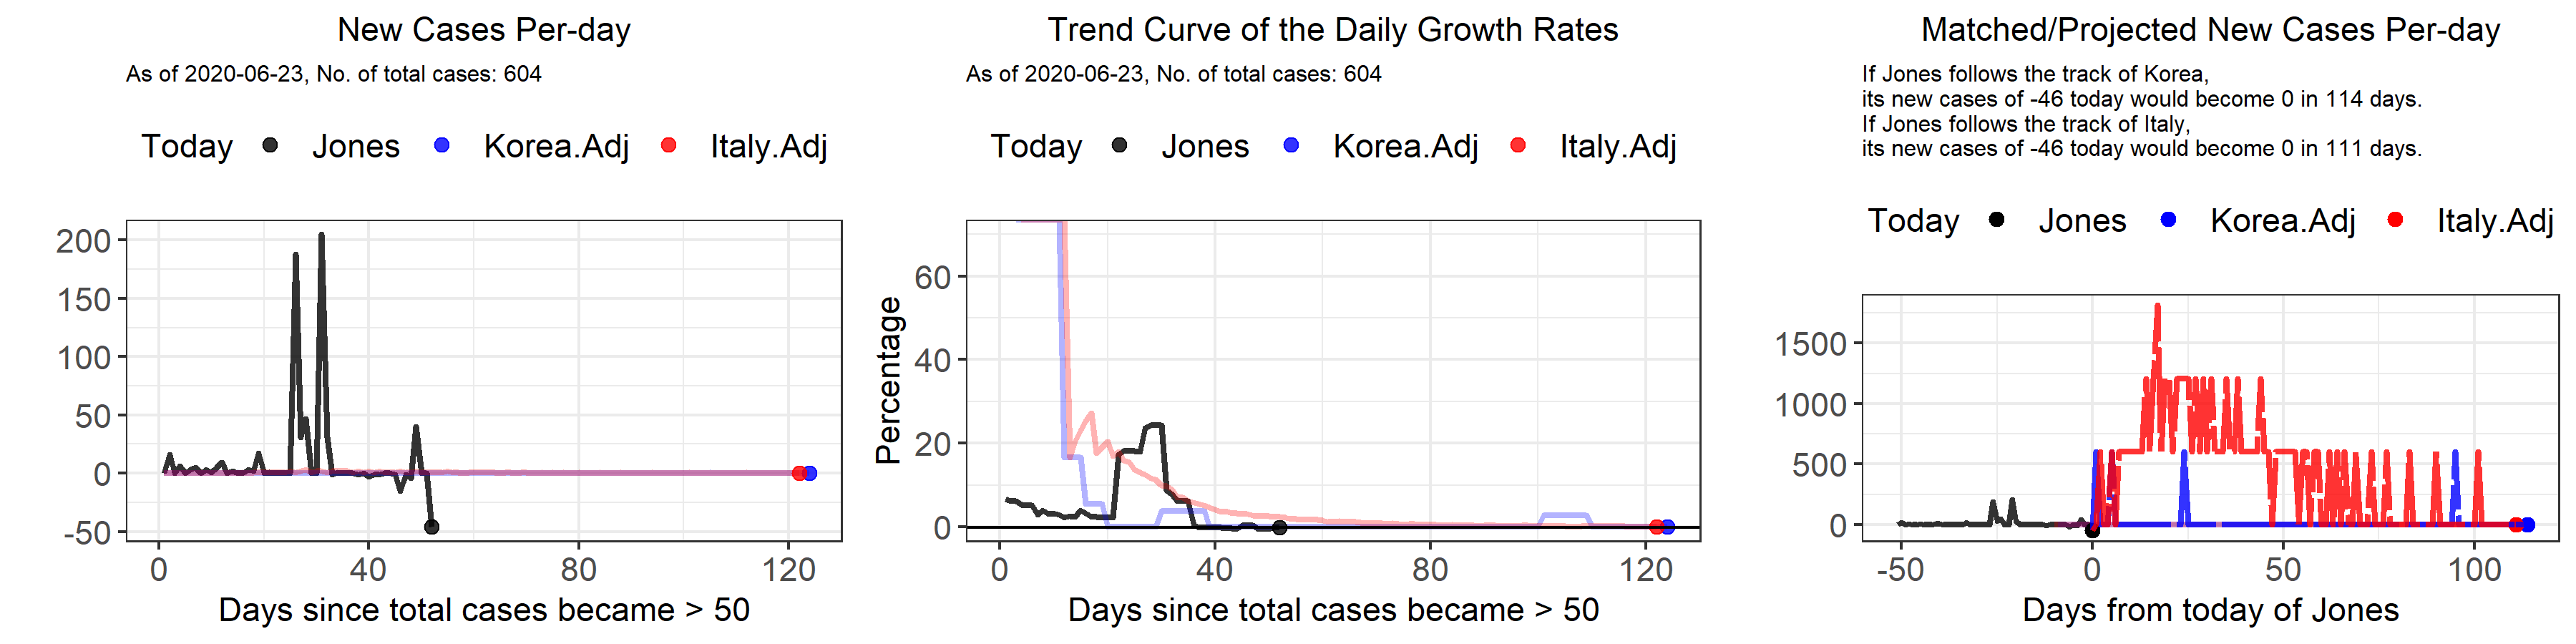 New Cases Per-day
As of 2020-06-23, No. of total cases: 604
Today Jones Korea.Adj Italy.Adj
200
150
100
50
0
-50
0 40 80 120
Days since total cases became > 50
Trend Curve of the Daily Growth Rates
As of 2020-06-23, No. of total cases: 604
Today Jones Korea.Adj Italy.Adj
Percentage
60
40
20
0
0 40 80 120
Days since total cases became > 50
Matched/Projected New Cases Per-day
If Jones follows the track of Korea,
its new cases of -46 today would become 0 in 114 days.
If Jones follows the track of Italy,
its new cases of -46 today would become 0 in 111 days.
Today Jones Korea.Adj Italy.Adj
1500
1000
500
0
-50 0 50 100
Days from today of Jones